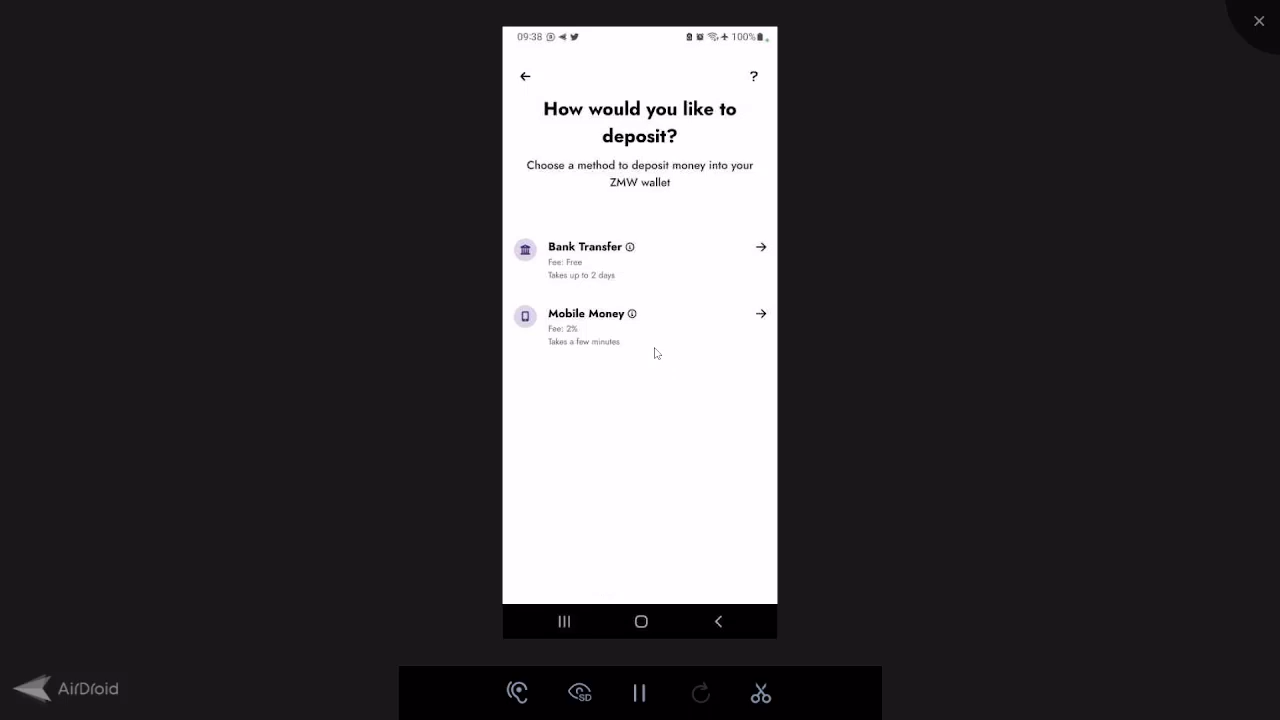 09:38
100%
?
How would you like to
deposit?
Choose a method to deposit money into your
ZMW wallet
Bank Transfer
Fee: Free
Takes up to 2 days
Mobile Money
Fee: 2%
Takes a few minutes
SD
AirDroid